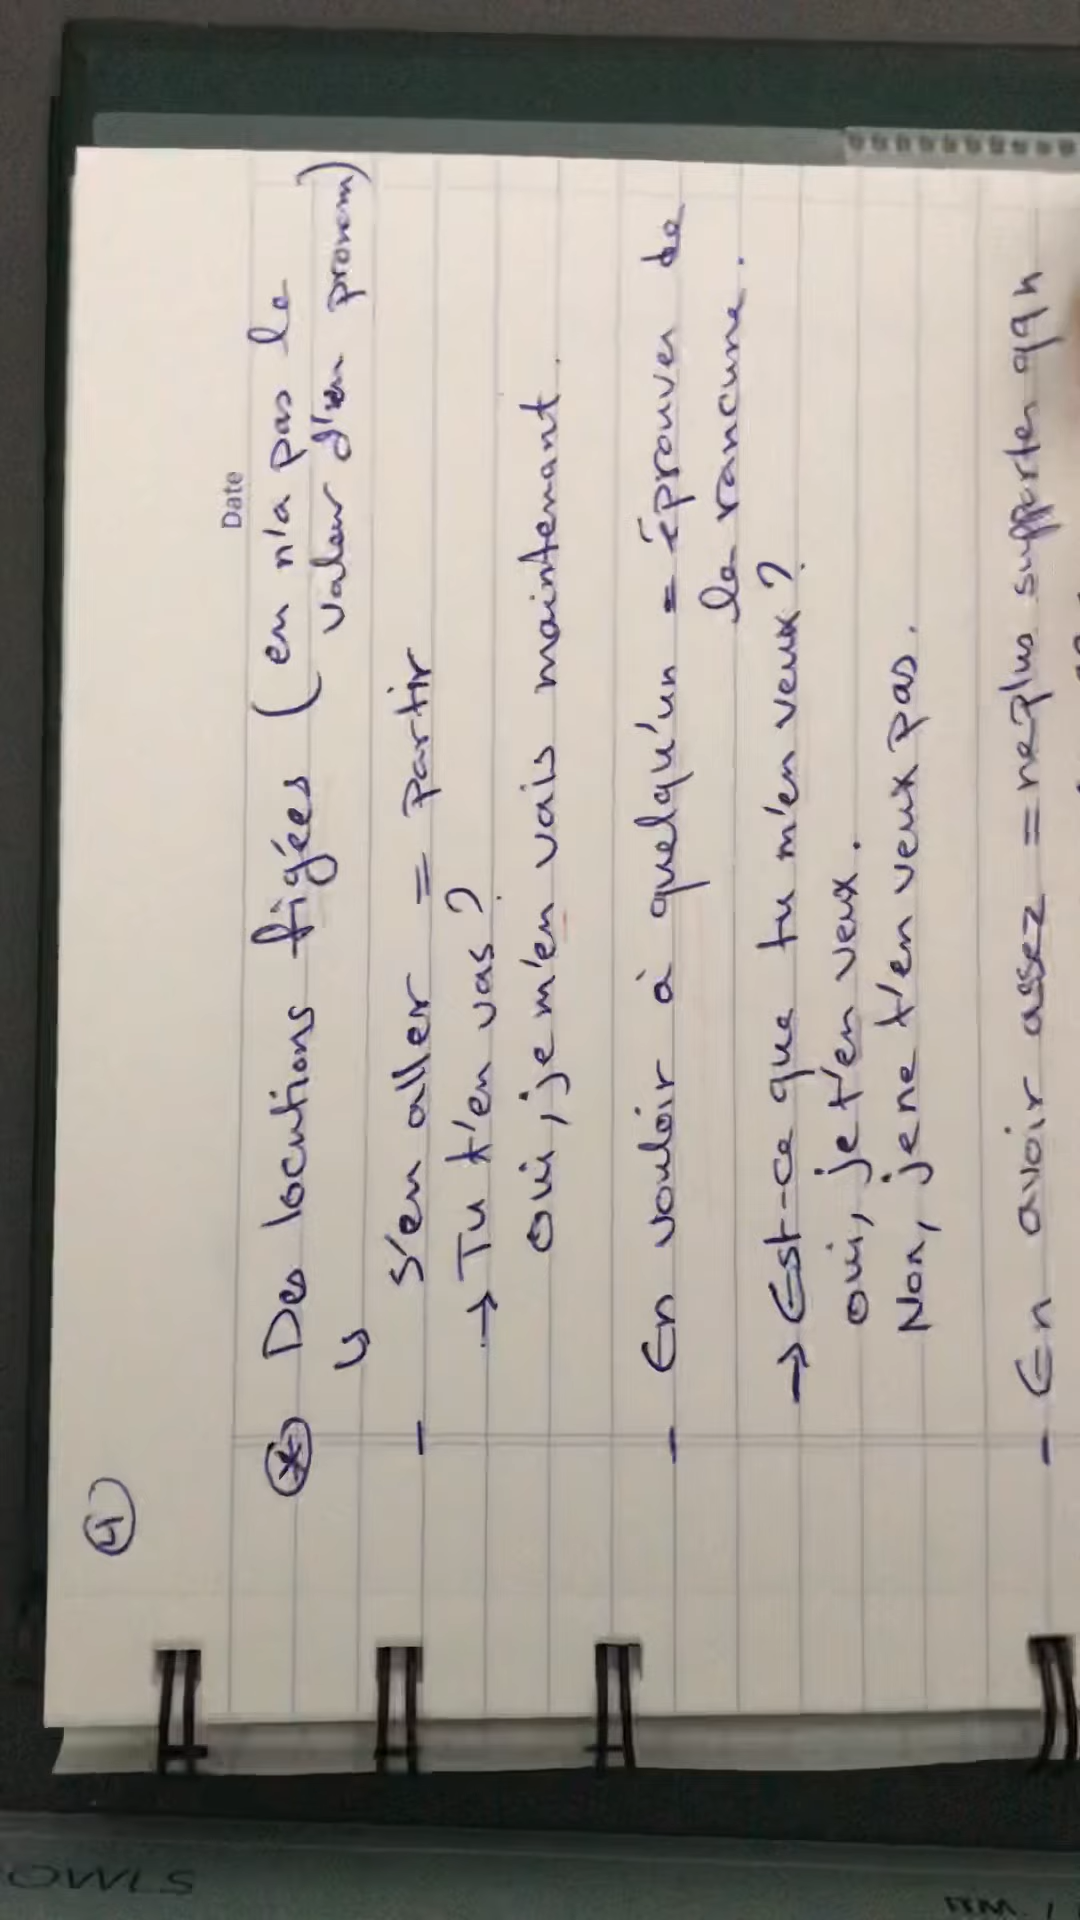 4
Date
* Des locutions figées (en n'a pas la
valeur d'en pronom)
- s'en aller = partir
→ Tu t'en vas ?
Oui, je m'en vais maintenant.
- En vouloir à quelqu'un = éprouver de
la rancune.
→ Est-ce que tu m'en veux ?
Oui, je t'en veux.
Non, je ne t'en veux pas.
- En avoir assez = ne plus supporter qqn
OWLS